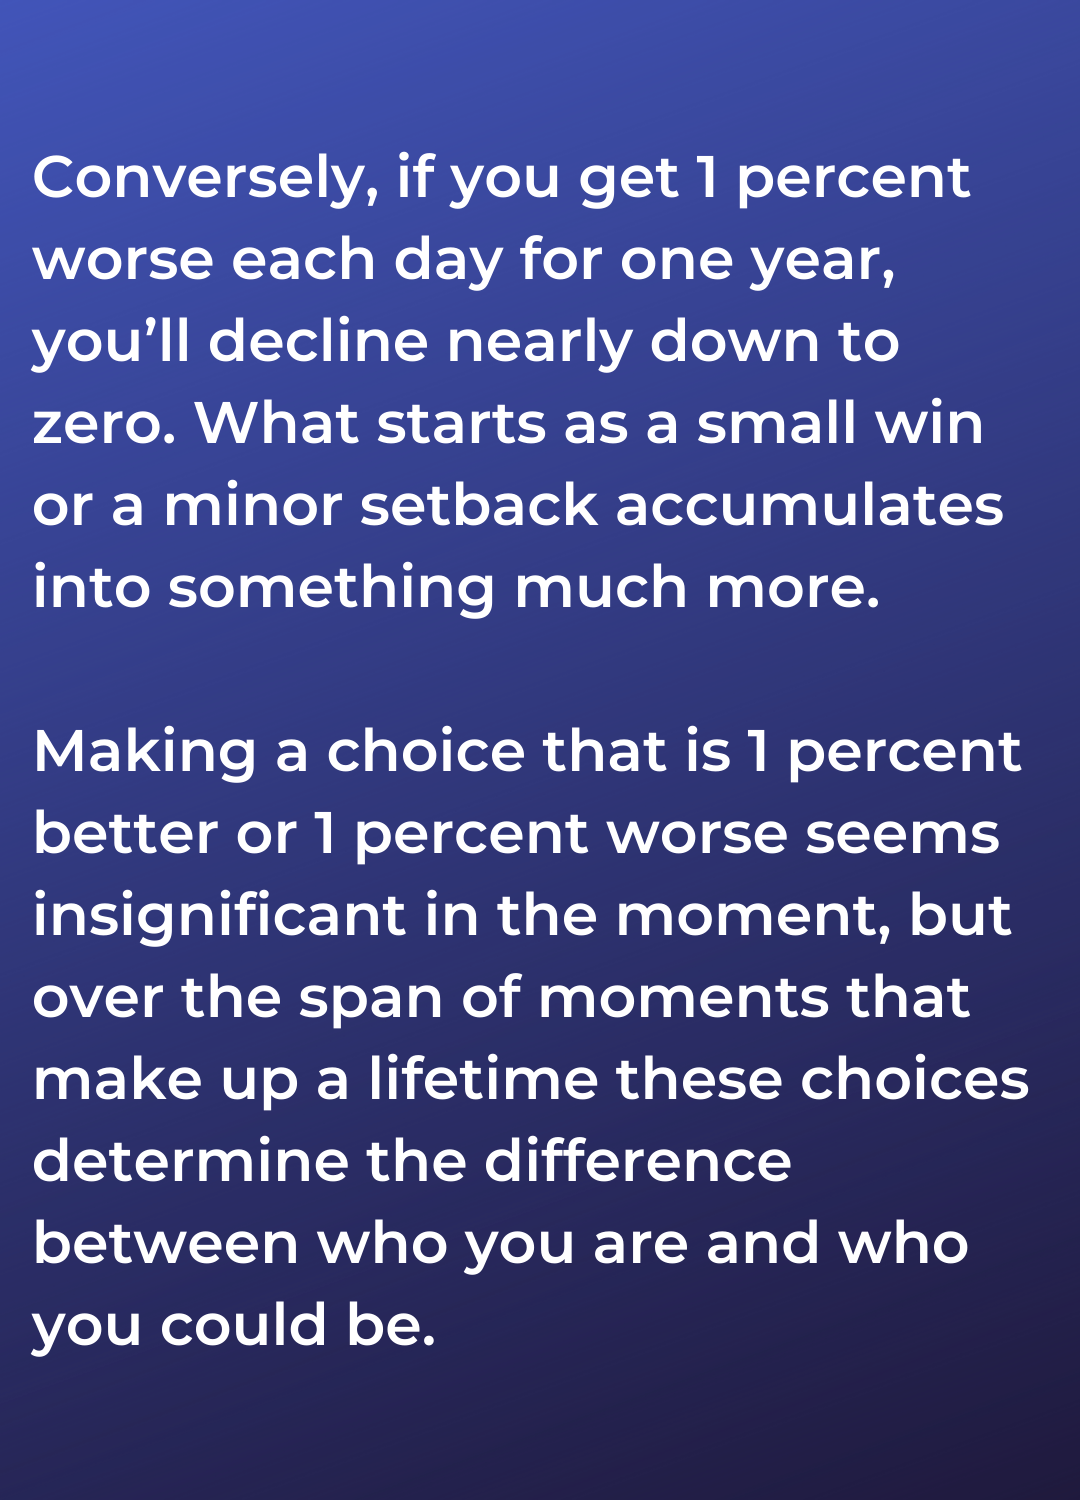 Conversely, if you get 1 percent
worse each day for one year,
you’ll decline nearly down to
zero. What starts as a small win
or a minor setback accumulates
into something much more.
Making a choice that is 1 percent
better or 1 percent worse seems
insignificant in the moment, but
over the span of moments that
make up a lifetime these choices
determine the difference
between who you are and who
you could be.